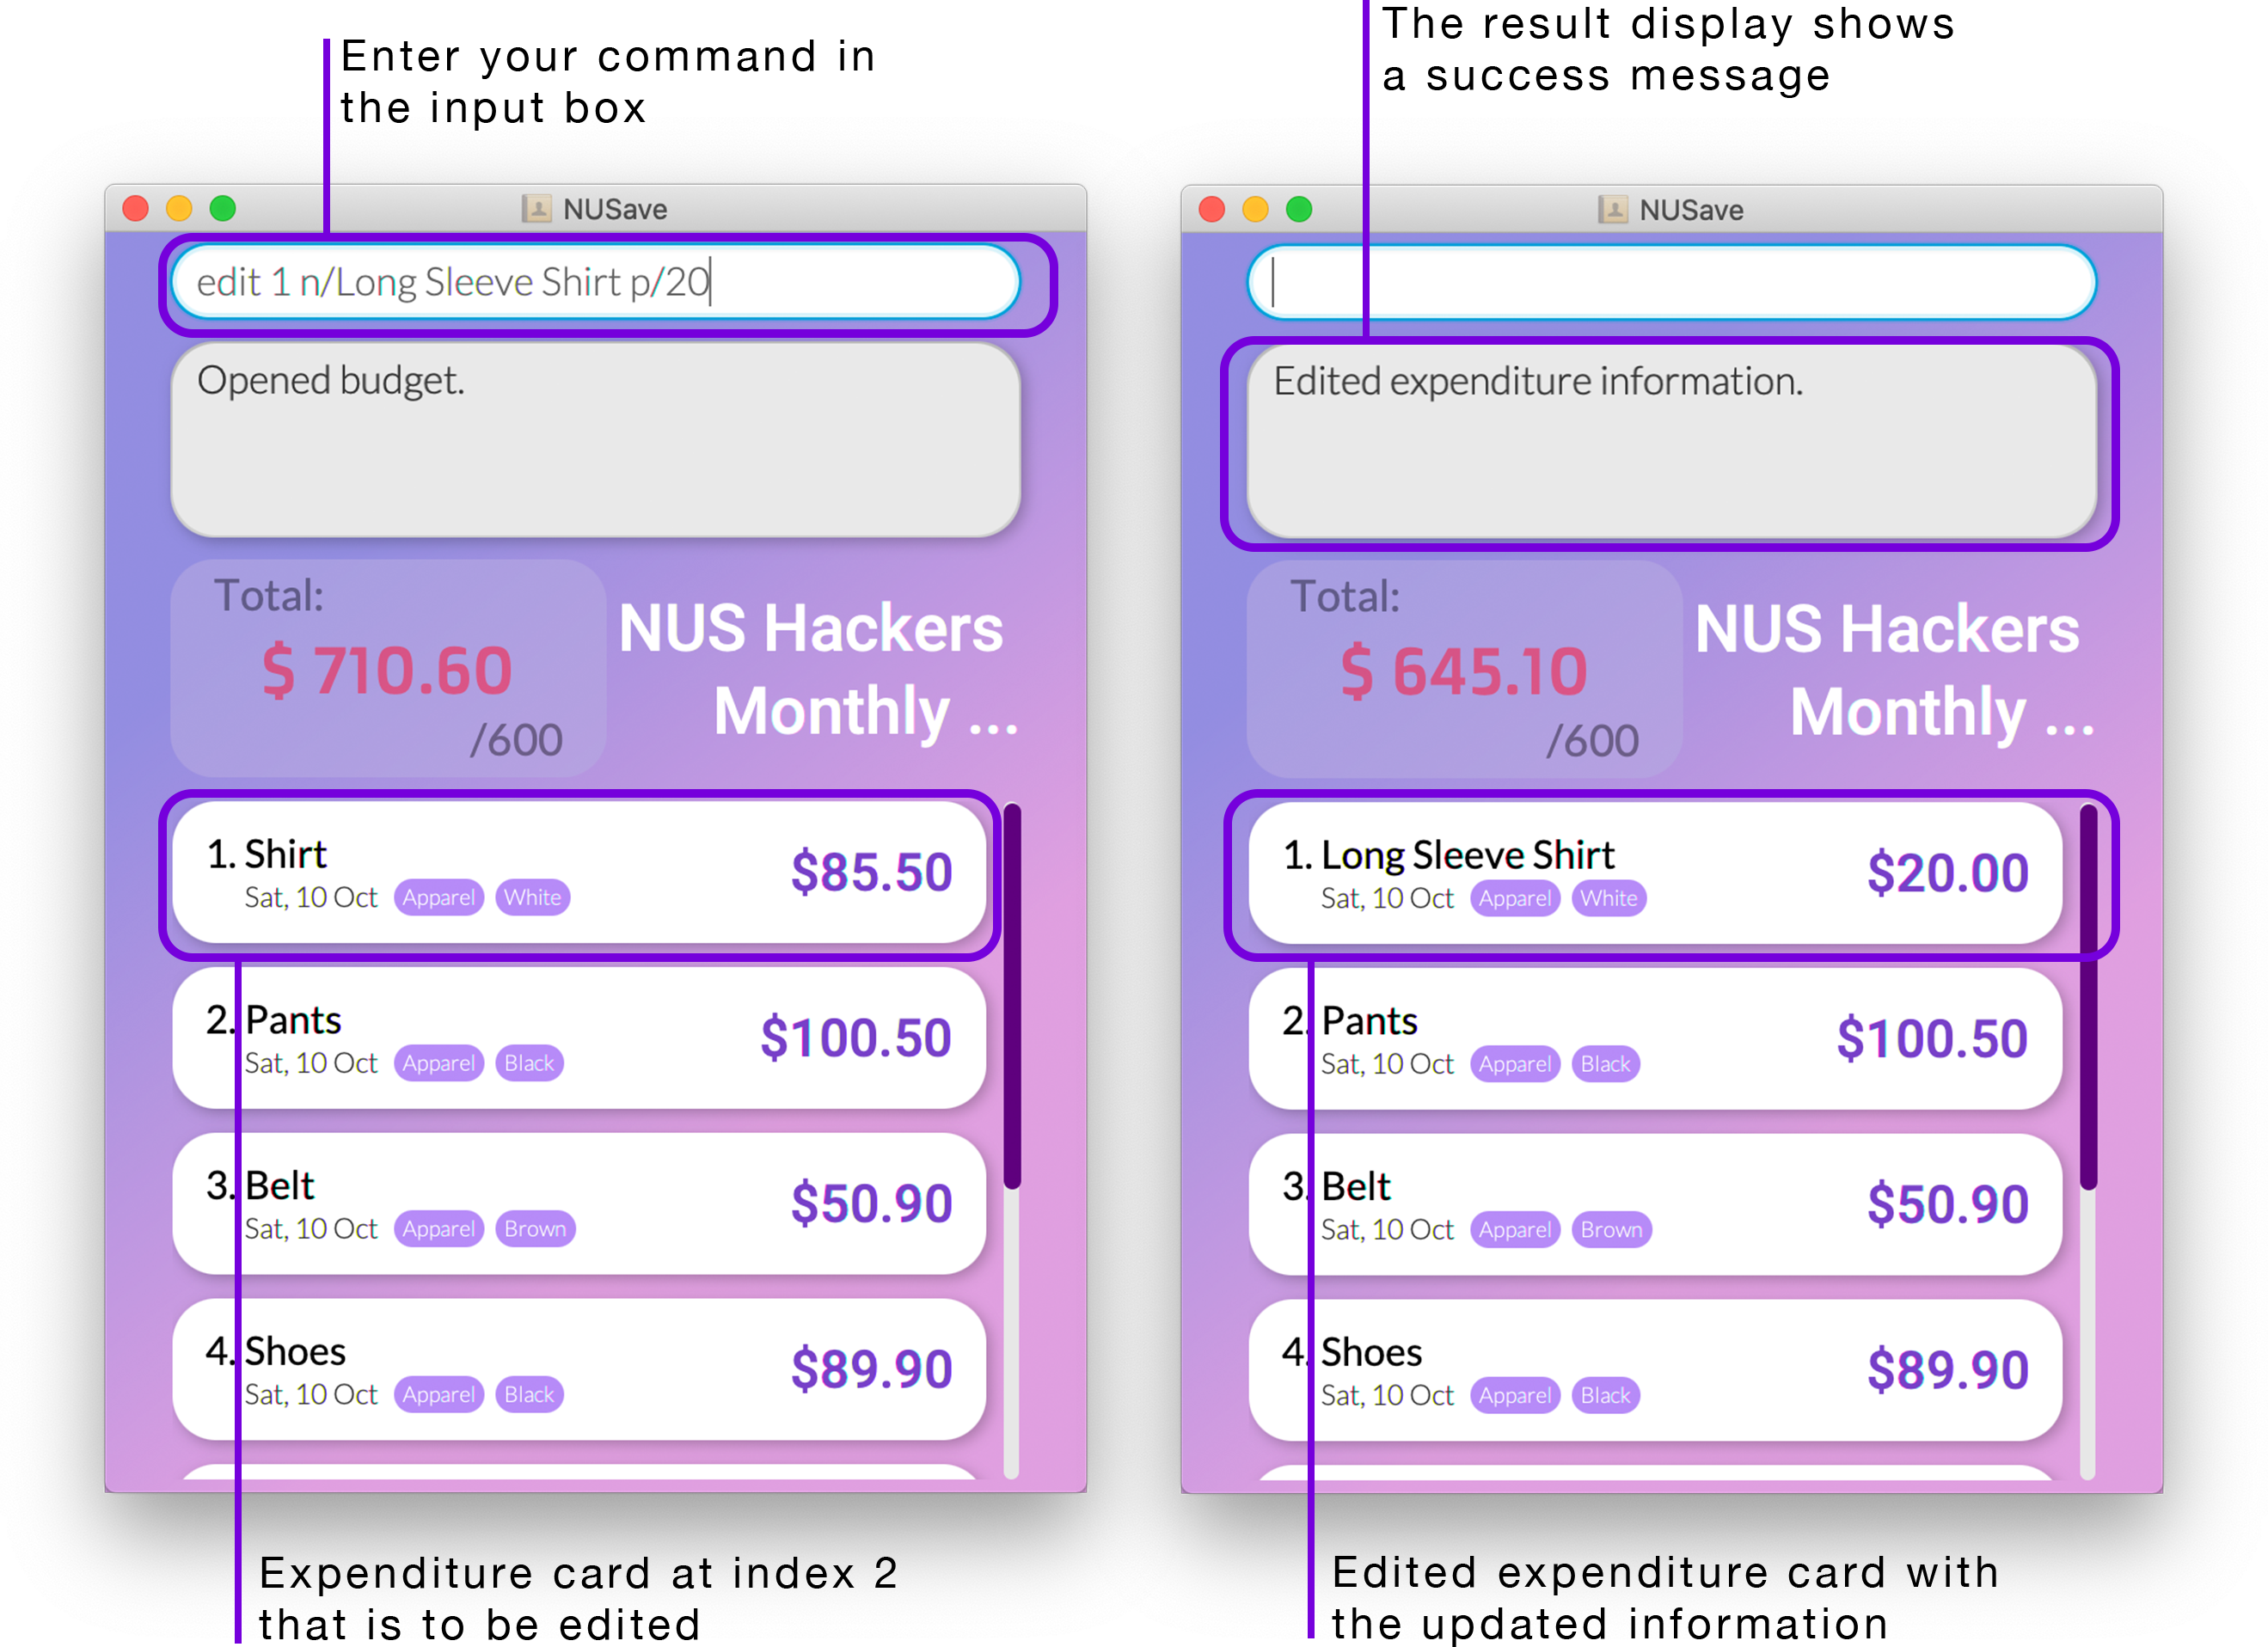 Enter your command in
the input box
The result display shows
a success message
NUSave
edit 1 n/Long Sleeve Shirt p/20
Opened budget.
Total:
$ 710.60
/600
NUS Hackers
Monthly ...
1. Shirt
Sat, 10 Oct Apparel White
$85.50
2. Pants
Sat, 10 Oct Apparel Black
$100.50
3. Belt
Sat, 10 Oct Apparel Brown
$50.90
4. Shoes
Sat, 10 Oct Apparel Black
$89.90
Expenditure card at index 2
that is to be edited
NUSave
Edited expenditure information.
Total:
$ 645.10
/600
NUS Hackers
Monthly ...
1. Long Sleeve Shirt
Sat, 10 Oct Apparel White
$20.00
2. Pants
Sat, 10 Oct Apparel Black
$100.50
3. Belt
Sat, 10 Oct Apparel Brown
$50.90
4. Shoes
Sat, 10 Oct Apparel Black
$89.90
Edited expenditure card with
the updated information